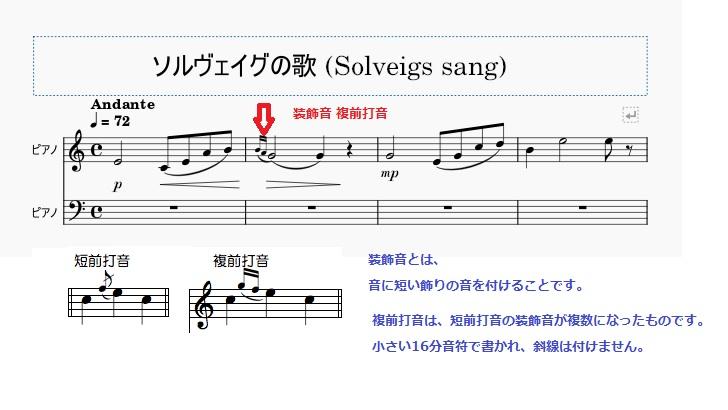 ソルヴェイグの歌 (Solveigs sang)
Andante
♩ = 72
装飾音 複前打音
ピアノ
p
mp
ピアノ
短前打音
複前打音
装飾音とは、
音に短い飾りの音を付けることです。
複前打音は、短前打音の装飾音が複数になったものです。
小さい16分音符で書かれ、斜線は付けません。